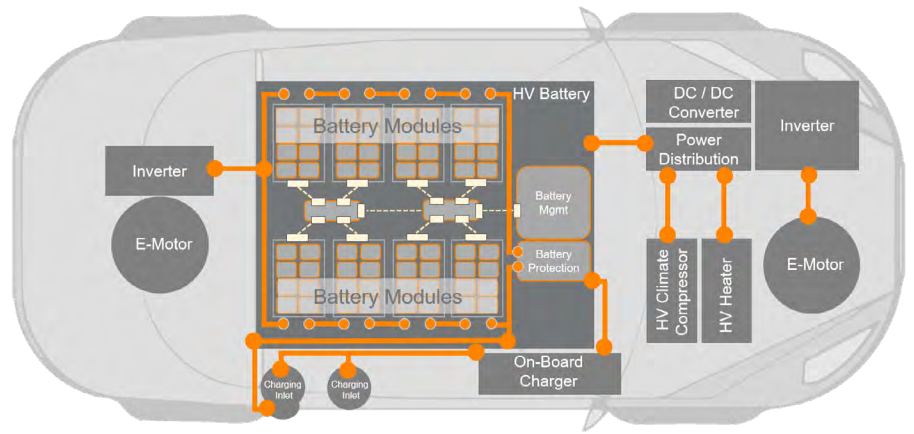 HV Battery
Battery Modules
DC / DC
Converter
Power
Distribution
Inverter
Inverter
E-Motor
Battery
Mgmt
Battery
Protection
Battery Modules
HV Climate
Compressor
HV Heater
E-Motor
On-Board
Charger
Charging
Inlet
Charging
Inlet